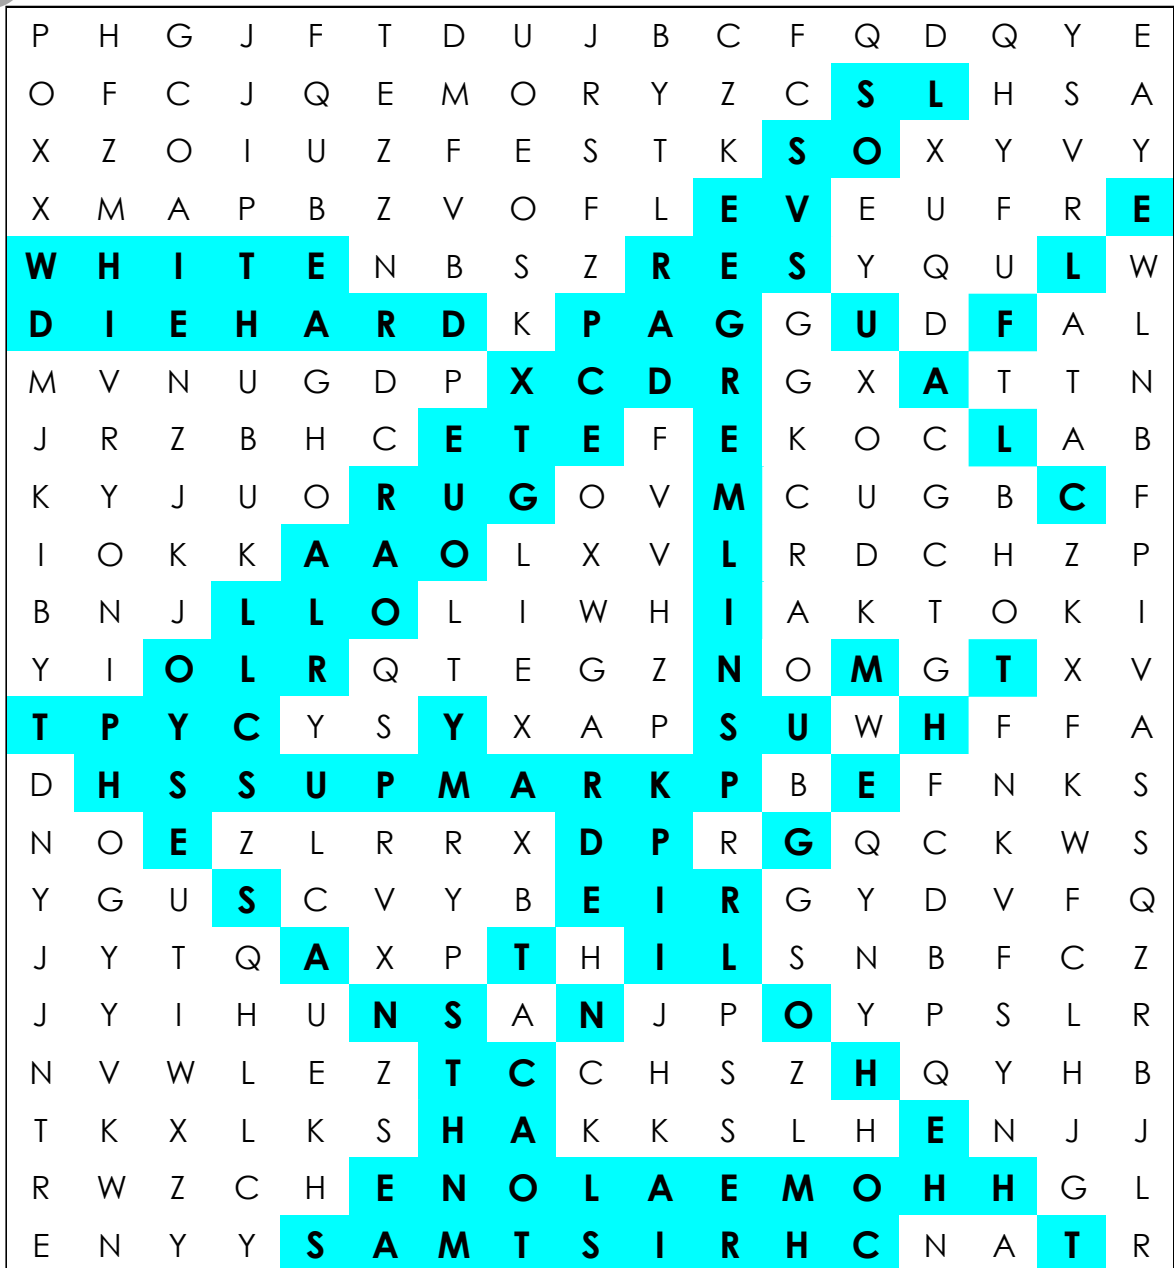 P H G J F T D U J B C F Q D Q Y E
O F C J Q E M O R Y Z C S L H S A
X Z O I U Z F E S T K S O X Y V Y
X M A P B Z V O F L E V E U F R E
W H I T E N B S Z R E S Y Q U L W
D I E H A R D K P A G G U D F A L
M V N U G D P X C D R G X A T T N
J R Z B H C E T E F E K O C L A B
K Y J U O R U G O V M C U G B C F
I O K K A A O L X V L R D C H Z P
B N J L L O L I W H I A K T O K I
Y I O L R Q T E G Z N O M G T X V
T P Y C Y S Y X A P S U W H F F A
D H S S U P M A R K P B E F N K S
N O E Z L R R X D P R G Q C K W S
Y G U S C V Y B E I R G Y D V F Q
J Y T Q A X P T H I L S N B F C Z
J Y I H U N S A N J P O Y P S L R
N V W L E Z T C C H S Z H Q Y H B
T K X L K S H A K K S L H E N J J
R W Z C H E N O L A E M O H H G L
E N Y Y S A M T S I R H C N A T R